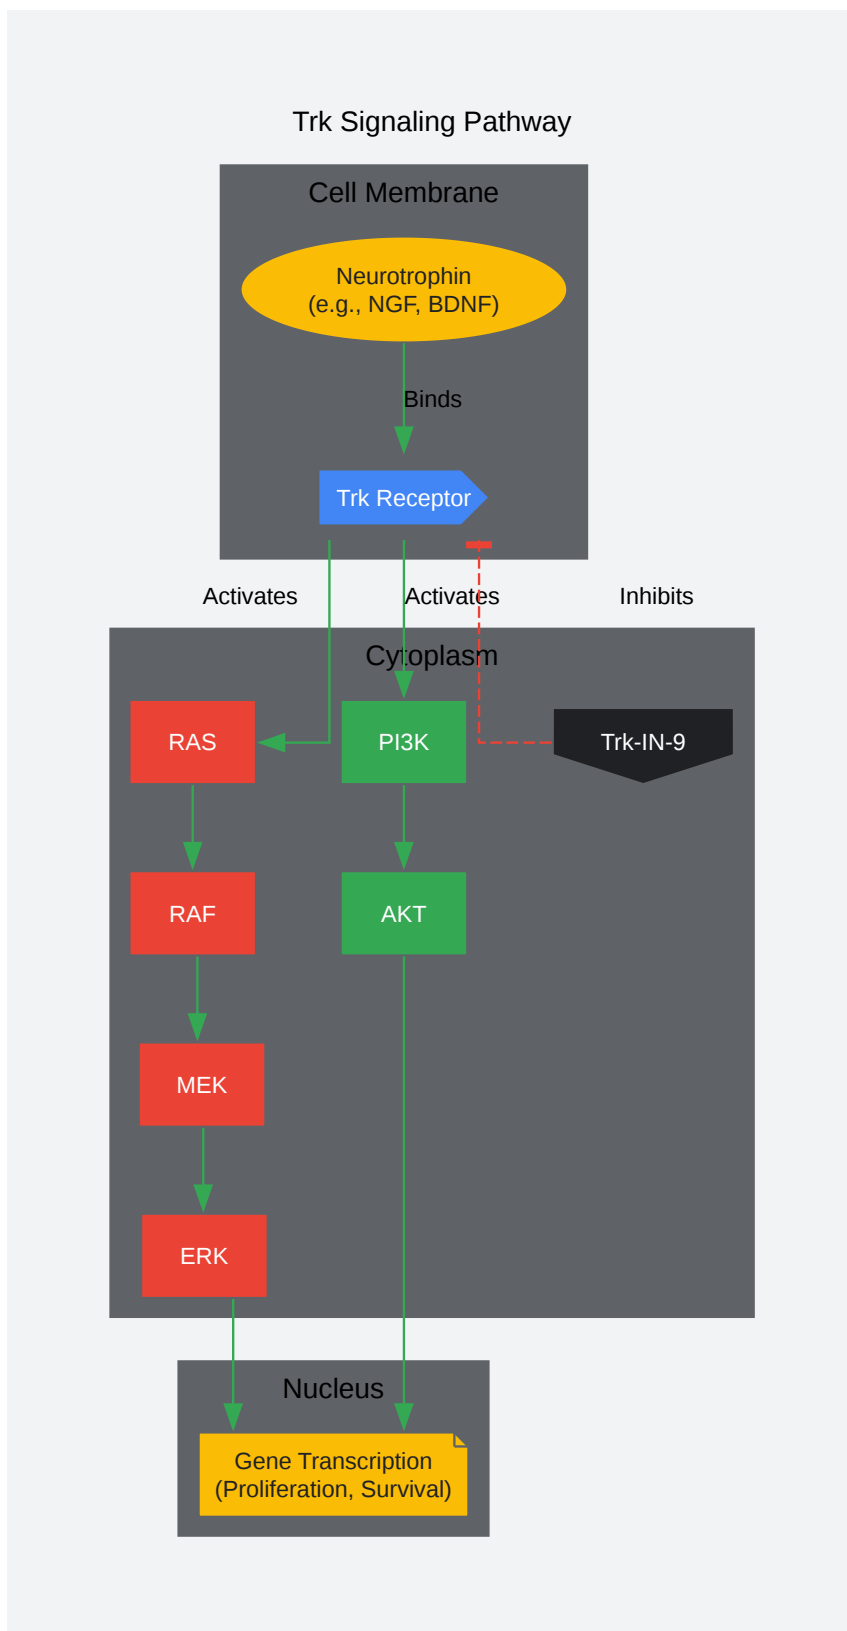 Trk Signaling Pathway
Cell Membrane
Neurotrophin
(e.g., NGF, BDNF)
Binds
Trk Receptor
Activates
Activates
Inhibits
Cytoplasm
RAS
PI3K
Trk-IN-9
RAF
AKT
MEK
ERK
Nucleus
Gene Transcription
(Proliferation, Survival)